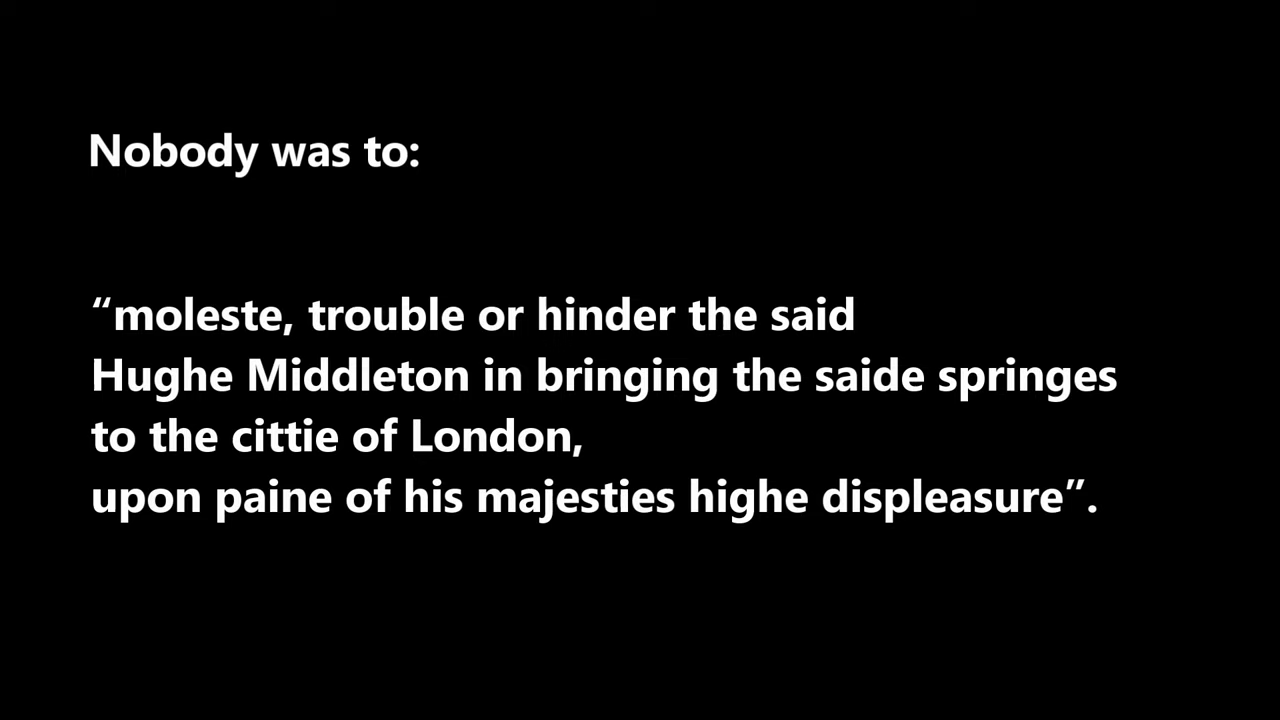 Nobody was to:
“moleste, trouble or hinder the said
Hughe Middleton in bringing the saide springes
to the cittie of London,
upon paine of his majesties highe displeasure”.